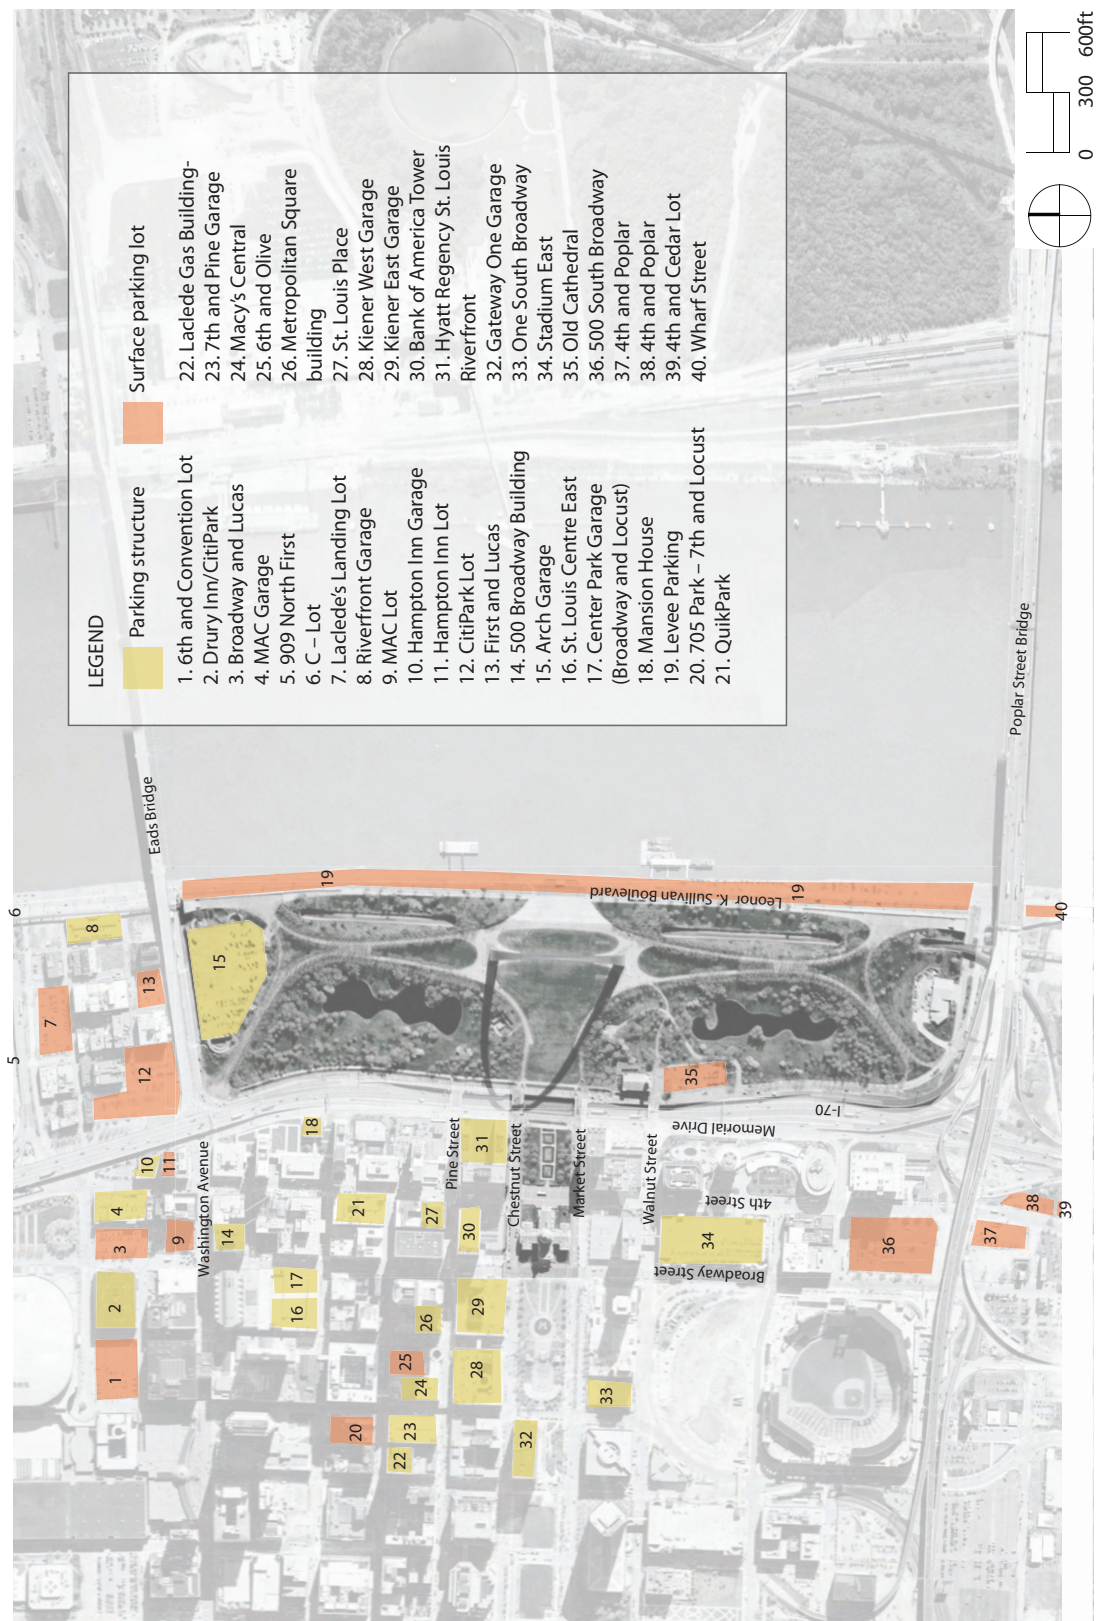 LEGEND
Parking structure
Surface parking lot
1. 6th and Convention Lot
2. Drury Inn/CitiPark
3. Broadway and Lucas
4. MAC Garage
5. 909 North First
6. C – Lot
7. Laclede's Landing Lot
8. Riverfront Garage
9. MAC Lot
10. Hampton Inn Garage
11. Hampton Inn Lot
12. CitiPark Lot
13. First and Lucas
14. 500 Broadway Building
15. Arch Garage
16. St. Louis Centre East
17. Center Park Garage
(Broadway and Locust)
18. Mansion House
19. Levee Parking
20. 705 Park – 7th and Locust
21. QuikPark
22. Laclede Gas Building-
23. 7th and Pine Garage
24. Macy's Central
25. 6th and Olive
26. Metropolitan Square
building
27. St. Louis Place
28. Kiener West Garage
29. Kiener East Garage
30. Bank of America Tower
31. Hyatt Regency St. Louis
Riverfront
32. Gateway One Garage
33. One South Broadway
34. Stadium East
35. Old Cathedral
36. 500 South Broadway
37. 4th and Poplar
38. 4th and Poplar
39. 4th and Cedar Lot
40. Wharf Street
0 300 600ft
5
6
7
8
13
12
Eads Bridge
15
10
11
4
3
9
2
1
Washington Avenue
14
18
17
16
21
20
27
26
25
24
23
22
Pine Street
31
30
29
28
Chestnut Street
32
Market Street
33
Walnut Street
35
34
Memorial Drive
I-70
4th Street
Broadway Street
19
Leonor K. Sullivan Boulevard
19
36
37
38
39
40
Poplar Street Bridge